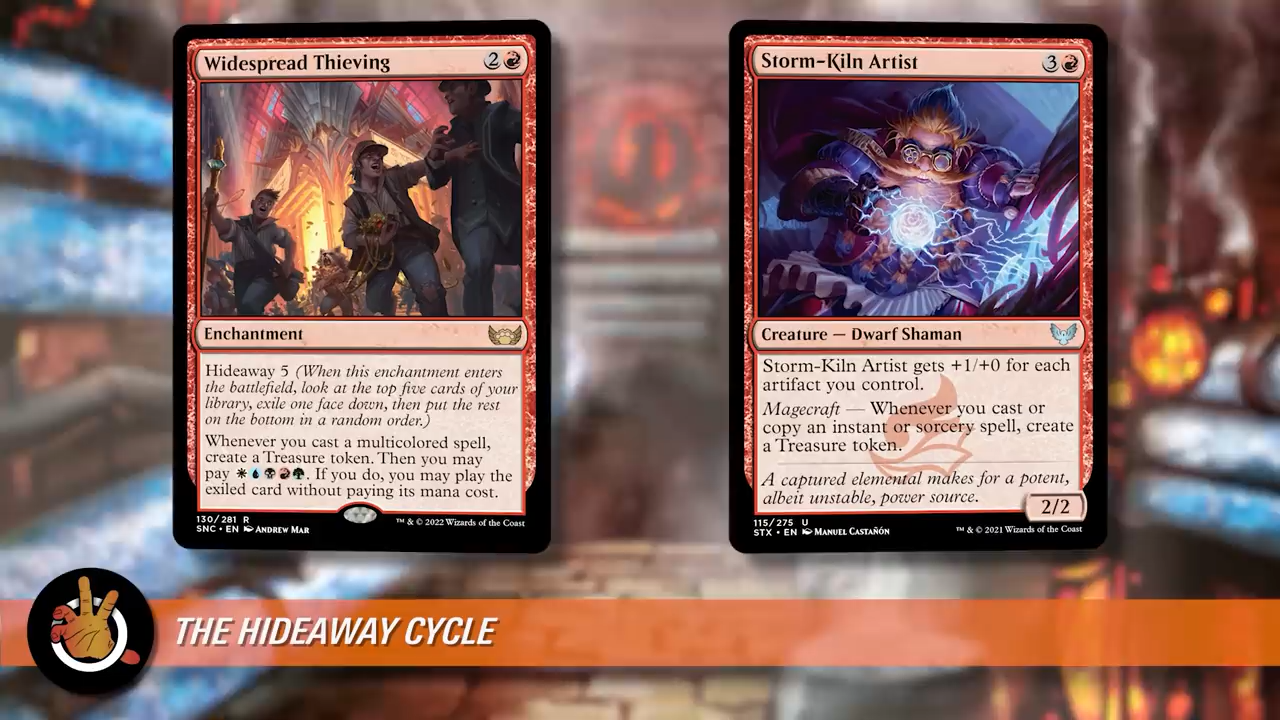 Widespread Thieving
2
Enchantment
Hideaway 5 (When this enchantment enters
the battlefield, look at the top five cards of your
library, exile one face down, then put the rest
on the bottom in a random order.)
Whenever you cast a multicolored spell,
create a Treasure token. Then you may
pay . If you do, you may play the
exiled card without paying its mana cost.
130/281 R
SNC • EN Andrew Mar
™ & © 2022 Wizards of the Coast
Storm-Kiln Artist
3
Creature — Dwarf Shaman
Storm-Kiln Artist gets +1/+0 for each
artifact you control.
Magecraft — Whenever you cast or
copy an instant or sorcery spell, create
a Treasure token.
A captured elemental makes for a potent,
albeit unstable, power source.
2/2
115/275 U
STX • EN Manuel Castañón
™ & © 2021 Wizards of the Coast
THE HIDEAWAY CYCLE